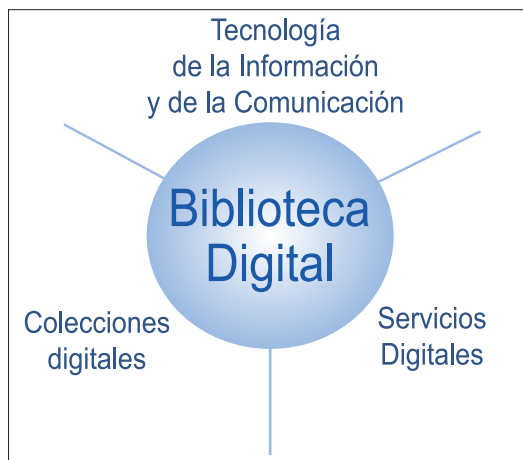 Tecnología
de la Información
y de la Comunicación
Biblioteca
Digital
Colecciones
digitales
Servicios
Digitales